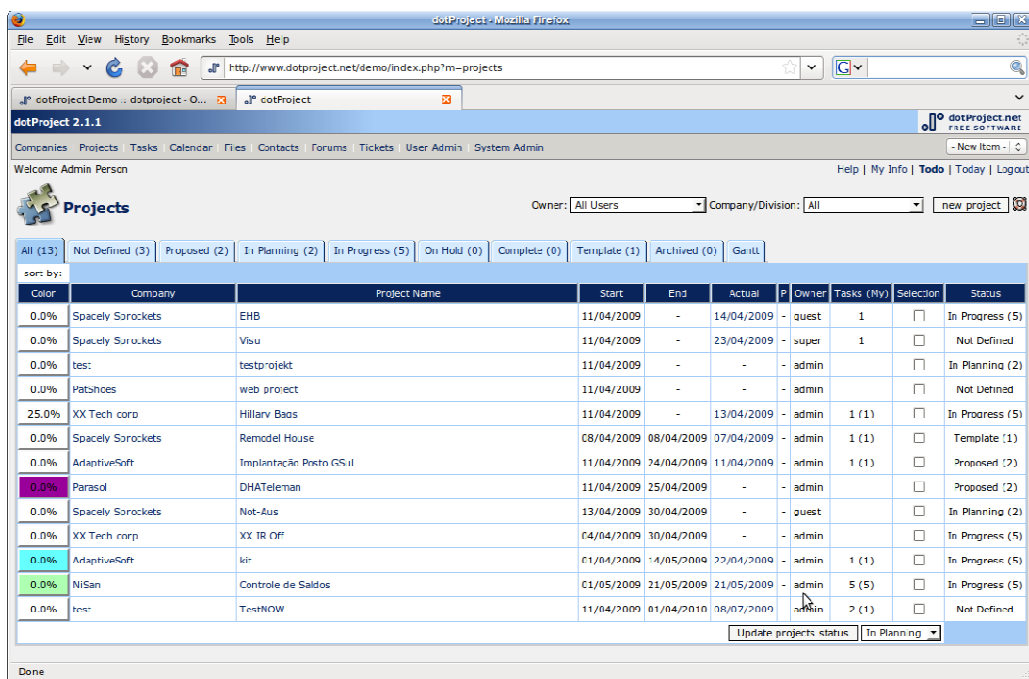 dotProject - Mozilla Firefox
File Edit View History Bookmarks Tools Help
http://www.dotproject.net/demo/index.php?m=projects
dotProject Demo :: dotproject - O... dotProject
dotProject 2.1.1 dotProject.net
FREE SOFTWARE
Companies Projects Tasks Calendar Files Contacts Forums Tickets User Admin System Admin - New Item -
Welcome Admin Person Help | My Info | Todo | Today | Logout
Projects Owner: All Users Company/Division: All new project
All (13) Not Defined (3) Proposed (2) In Planning (2) In Progress (5) On Hold (0) Complete (0) Template (1) Archived (0) Gantt
sort by:
Color Company Project Name Start End Actual P Owner Tasks (My) Selection Status
0.0% Spacely Sprockets EHB 11/04/2009 - 14/04/2009 - guest 1 In Progress (5)
0.0% Spacely Sprockets Visu 11/04/2009 - 23/04/2009 - super 1 Not Defined
0.0% test testprojekt 11/04/2009 - - - admin In Planning (2)
0.0% PatShoes web project 11/04/2009 - - - admin Not Defined
25.0% XX Tech corp Hillary Bags 11/04/2009 - 13/04/2009 - admin 1 (1) In Progress (5)
0.0% Spacely Sprockets Remodel House 08/04/2009 08/04/2009 07/04/2009 - admin 1 (1) Template (1)
0.0% AdaptiveSoft Implantação Posto GSul 11/04/2009 24/04/2009 11/04/2009 - admin 1 (1) Proposed (2)
0.0% Parasol DHATeleman 11/04/2009 25/04/2009 - - admin Proposed (2)
0.0% Spacely Sprockets Not-Aus 13/04/2009 30/04/2009 - - guest In Planning (2)
0.0% XX Tech corp XX IR Off 04/04/2009 30/04/2009 - - admin In Progress (5)
0.0% AdaptiveSoft kit 01/04/2009 14/05/2009 22/04/2009 - admin 1 (1) In Progress (5)
0.0% NiSan Controle de Saldos 01/05/2009 21/05/2009 21/05/2009 - admin 5 (5) In Progress (5)
0.0% test TestNOW 11/04/2009 01/04/2010 08/07/2009 - admin 2 (1) Not Defined
Update projects status In Planning
Done